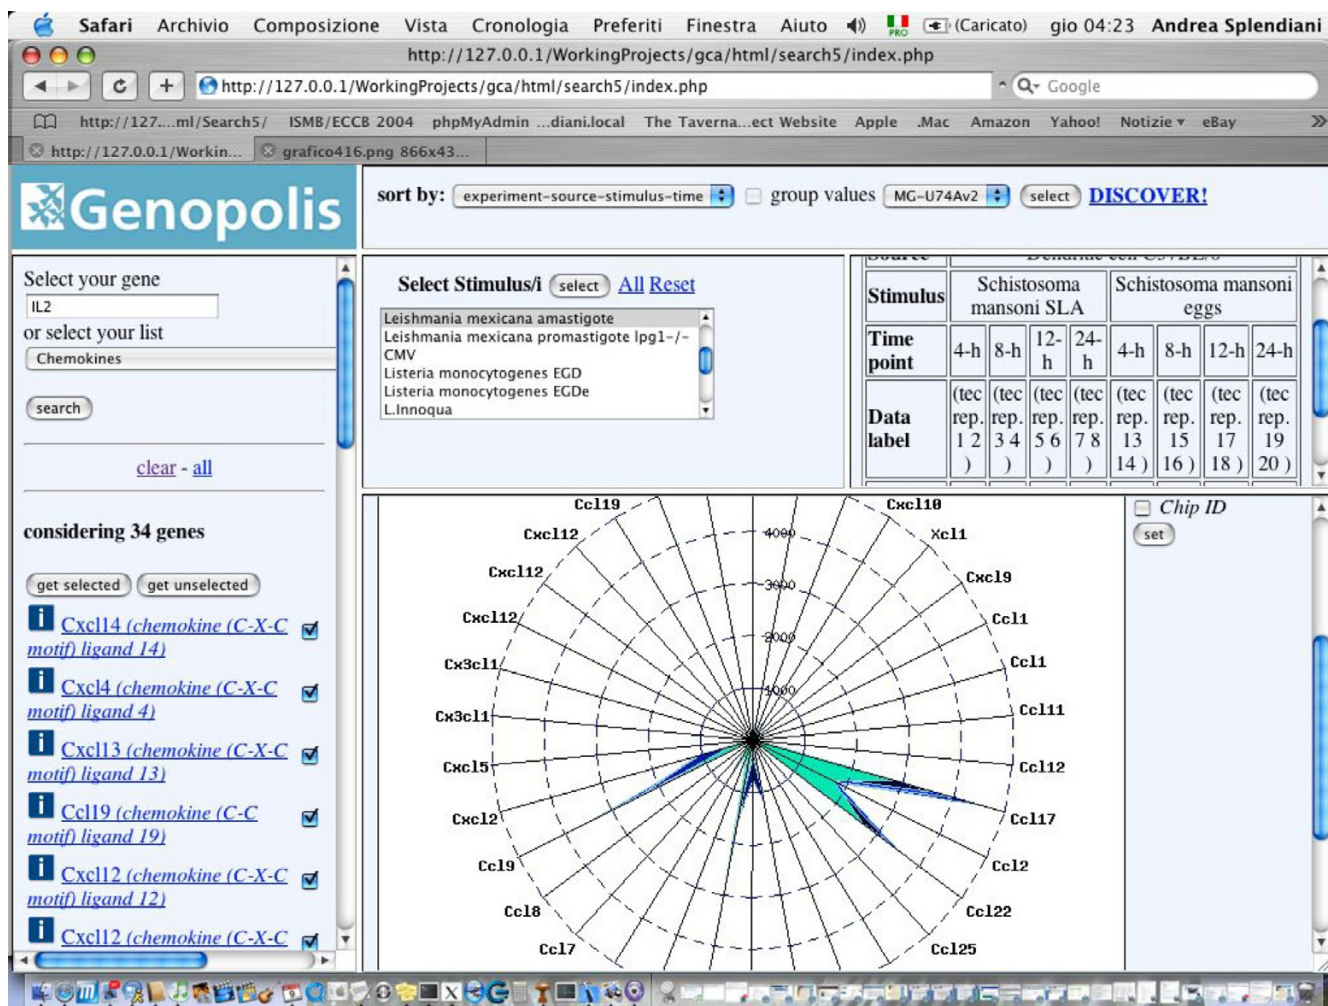 Safari Archivio Composizione Vista Cronologia Preferiti Finestra Aiuto PRO (Caricato) gio 04:23 Andrea Splendiani
http://127.0.0.1/WorkingProjects/gca/html/search5/index.php
http://127.0.0.1/WorkingProjects/gca/html/search5/index.php Google
http://127....ml/Search5/ ISMB/ECCB 2004 phpMyAdmin ...diani.local The Taverna...ect Website Apple .Mac Amazon Yahoo! Notizie eBay
http://127.0.0.1/Workin... grafico416.png 866x43...
Genopolis
sort by: experiment-source-stimulus-time group values MG-U74Av2 select DISCOVER!
Select your gene
IL2
or select your list
Chemokines
search
clear - all
considering 34 genes
get selected get unselected
i Cxcl14 (chemokine (C-X-C
motif) ligand 14)
i Cxcl4 (chemokine (C-X-C
motif) ligand 4)
i Cxcl13 (chemokine (C-X-C
motif) ligand 13)
i Ccl19 (chemokine (C-C
motif) ligand 19)
i Cxcl12 (chemokine (C-X-C
motif) ligand 12)
i Cxcl12 (chemokine (C-X-C
Select Stimulus/i select All Reset
Leishmania mexicana amastigote
Leishmania mexicana promastigote lpg1-/-
CMV
Listeria monocytogenes EGD
Listeria monocytogenes EGDe
L.Innoqua
Stimulus Schistosoma mansoni SLA Schistosoma mansoni eggs
Time point 4-h 8-h 12-h 24-h 4-h 8-h 12-h 24-h
Data label (tec rep. 1 2 ) (tec rep. 3 4 ) (tec rep. 5 6 ) (tec rep. 7 8 ) (tec rep. 13 14 ) (tec rep. 15 16 ) (tec rep. 17 18 ) (tec rep. 19 20 )
Chip ID
set
Ccl19 Cxcl10
Cxcl12 4000 Xcl1
Cxcl12 3000 Cxcl9
Cxcl12 2000 Ccl1
Cx3cl1 1000 Ccl1
Cx3cl1 Ccl11
Cxcl5 Ccl12
Cxcl2 Ccl17
Ccl9 Ccl2
Ccl8 Ccl22
Ccl7 Ccl25